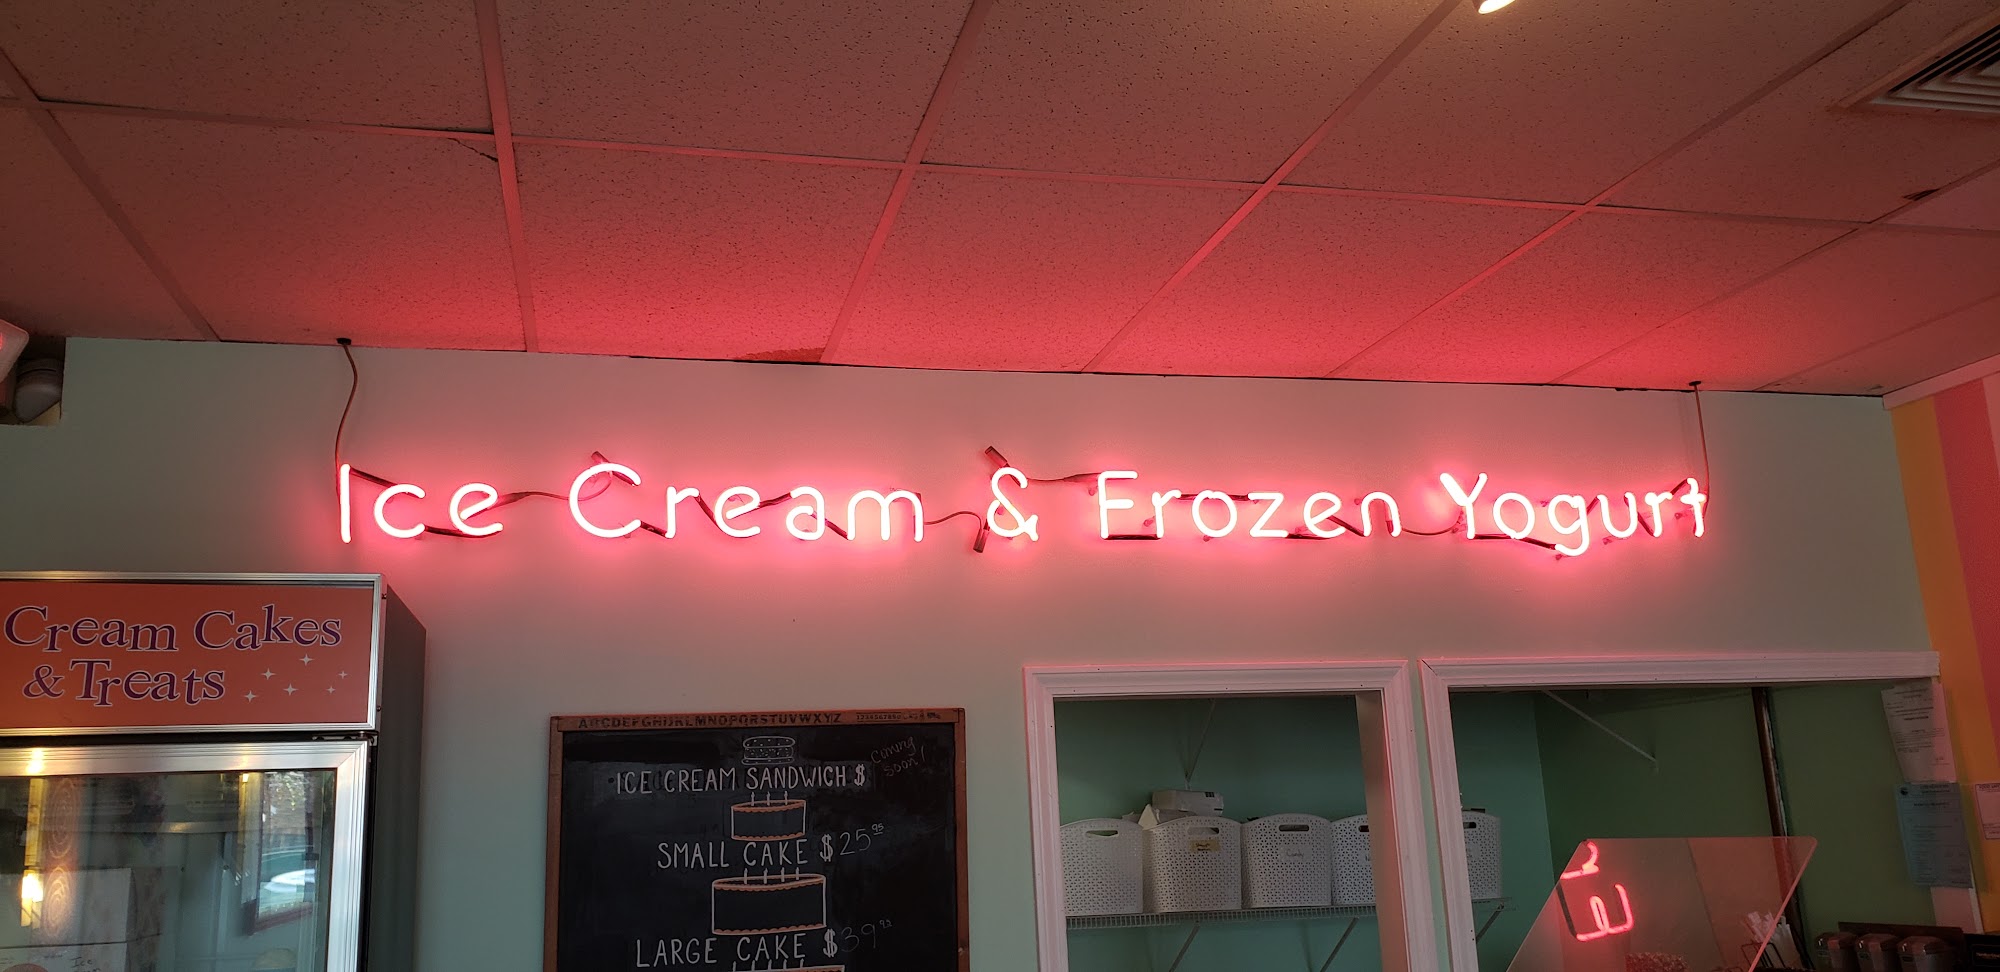 Ice Cream & Frozen Yogurt
Cream Cakes
& Treats
ABCDEFGHIJKLMNOPQRSTUVWXYZ
ICE CREAM SANDWICH $
Coming
soon!
SMALL CAKE $25.95
LARGE CAKE $39.95